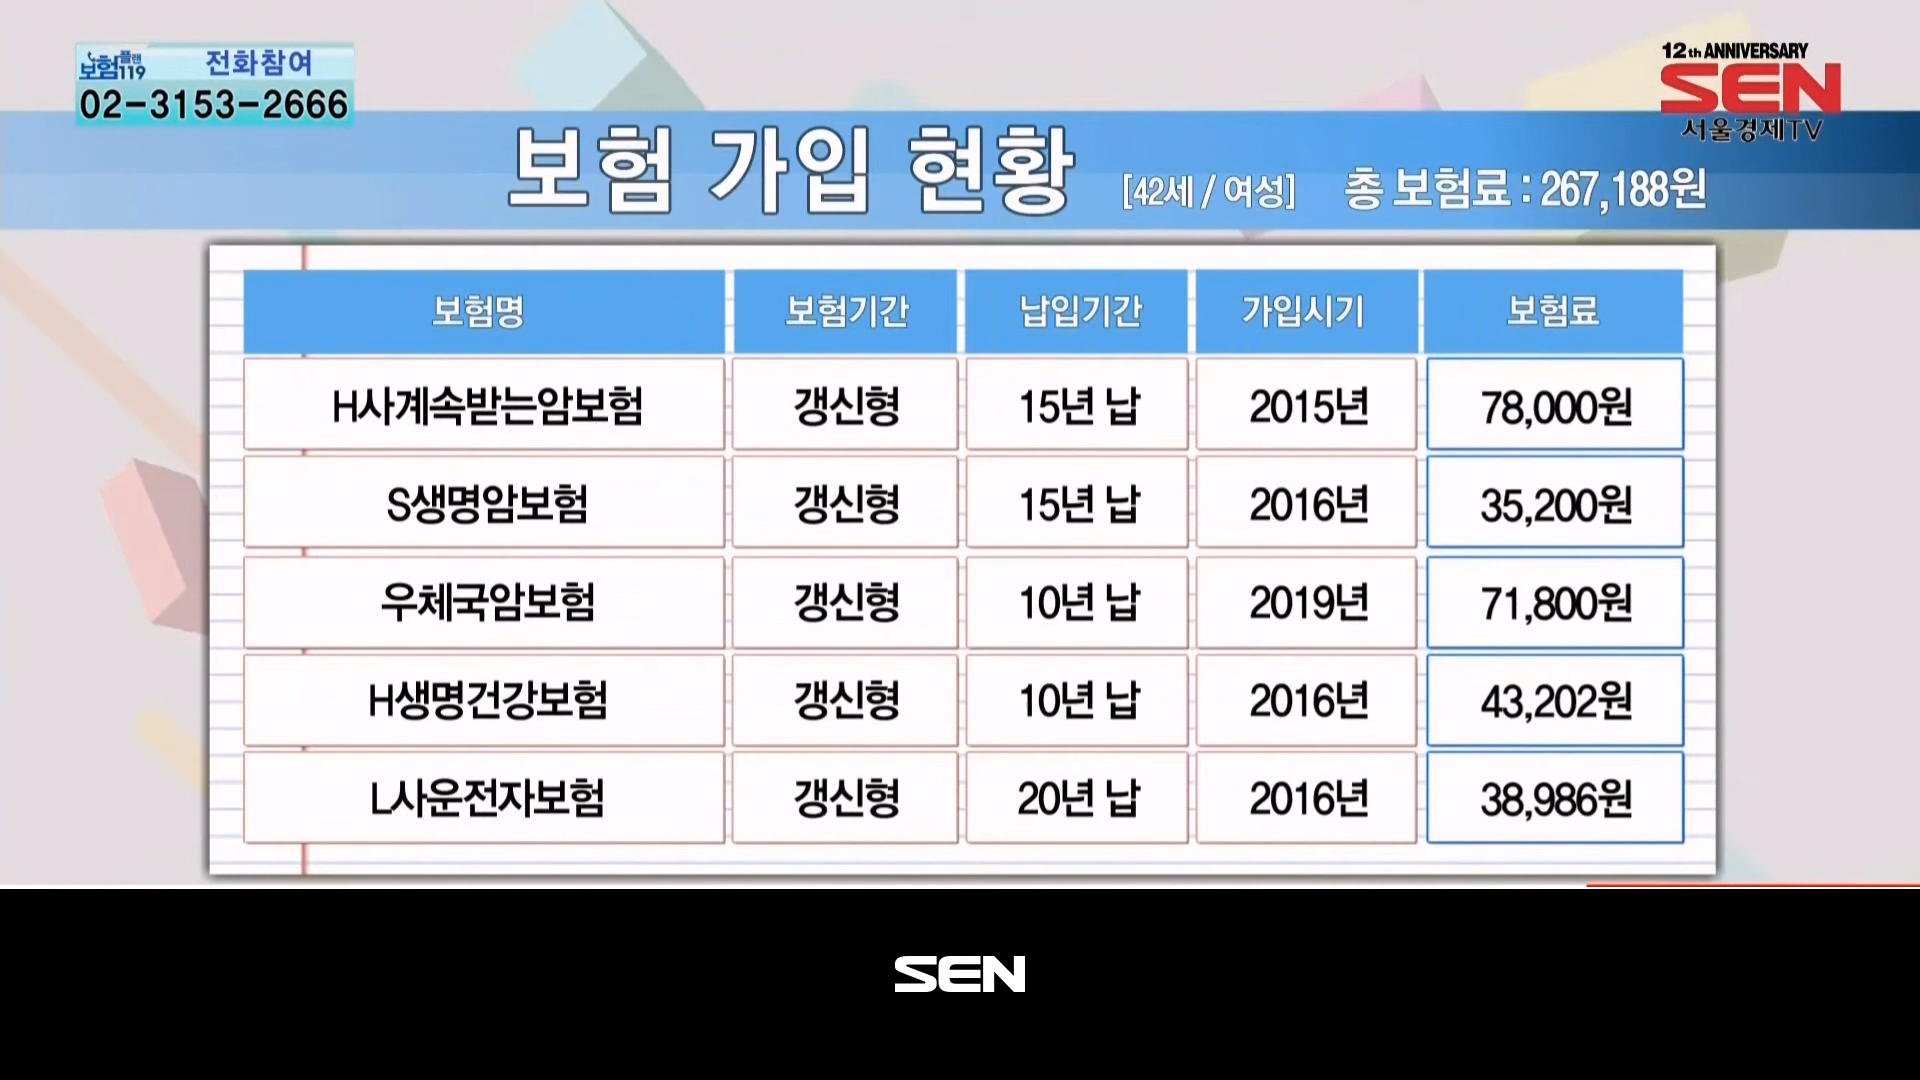 보험플랜119 전화참여
02-3153-2666
12th ANNIVERSARY
SEN
서울경제TV
보험 가입 현황 [42세 / 여성] 총 보험료 : 267,188원
보험명 보험기간 납입기간 가입시기 보험료
H사계속받는암보험 갱신형 15년 납 2015년 78,000원
S생명암보험 갱신형 15년 납 2016년 35,200원
우체국암보험 갱신형 10년 납 2019년 71,800원
H생명건강보험 갱신형 10년 납 2016년 43,202원
L사운전자보험 갱신형 20년 납 2016년 38,986원
SEN